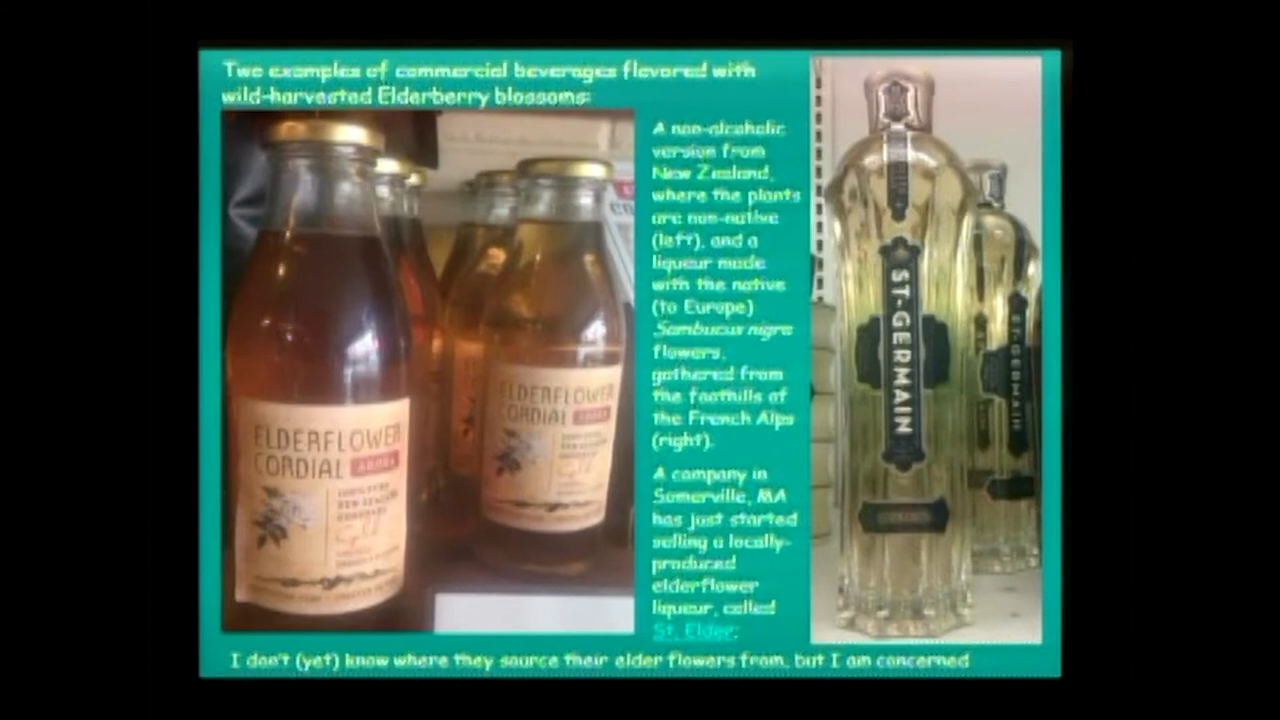 Two examples of commercial beverages flavored with
wild-harvested Elderberry blossoms:
A non-alcoholic
version from
New Zealand,
where the plants
are non-native
(left), and a
liqueur made
with the native
(to Europe)
Sambucus nigra
flowers,
gathered from
the foothills of
the French Alps
(right).
A company in
Somerville, MA
has just started
selling a locally-
produced
elderflower
liqueur, called
St. Elder;
I don't (yet) know where they source their elder flowers from, but I am concerned
ELDERFLOWER
CORDIAL
ELDERFLOWER
CORDIAL
ST-GERMAIN
ST-GERMAIN